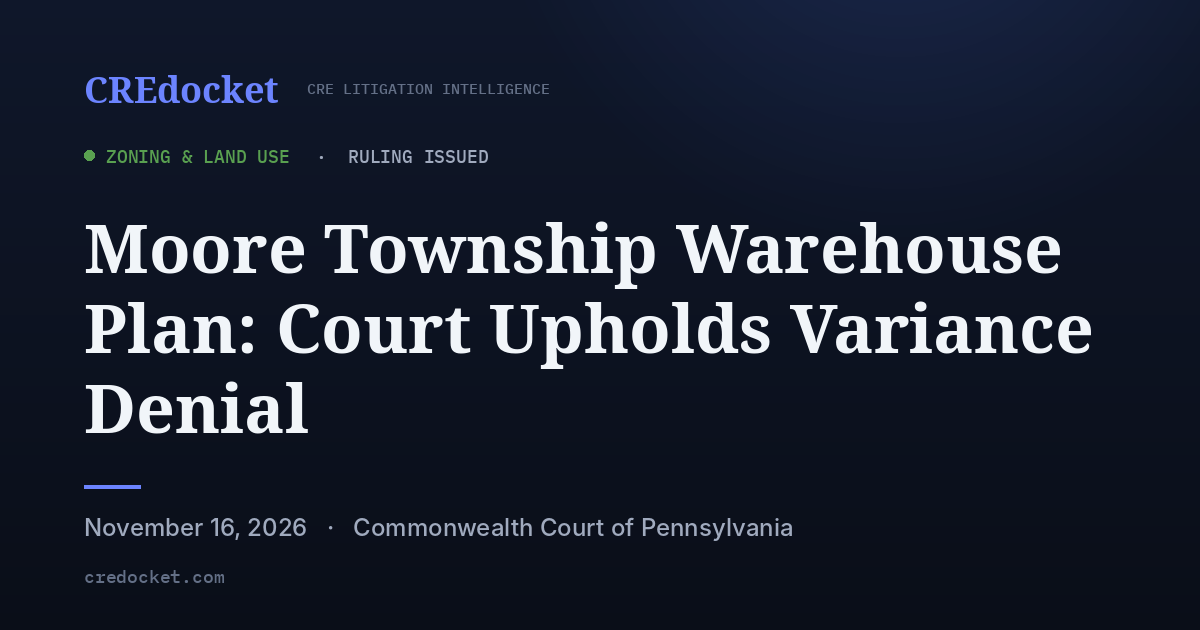 CREdocket CRE LITIGATION INTELLIGENCE
ZONING & LAND USE · RULING ISSUED
Moore Township Warehouse
Plan: Court Upholds Variance
Denial
November 16, 2026 · Commonwealth Court of Pennsylvania
credocket.com